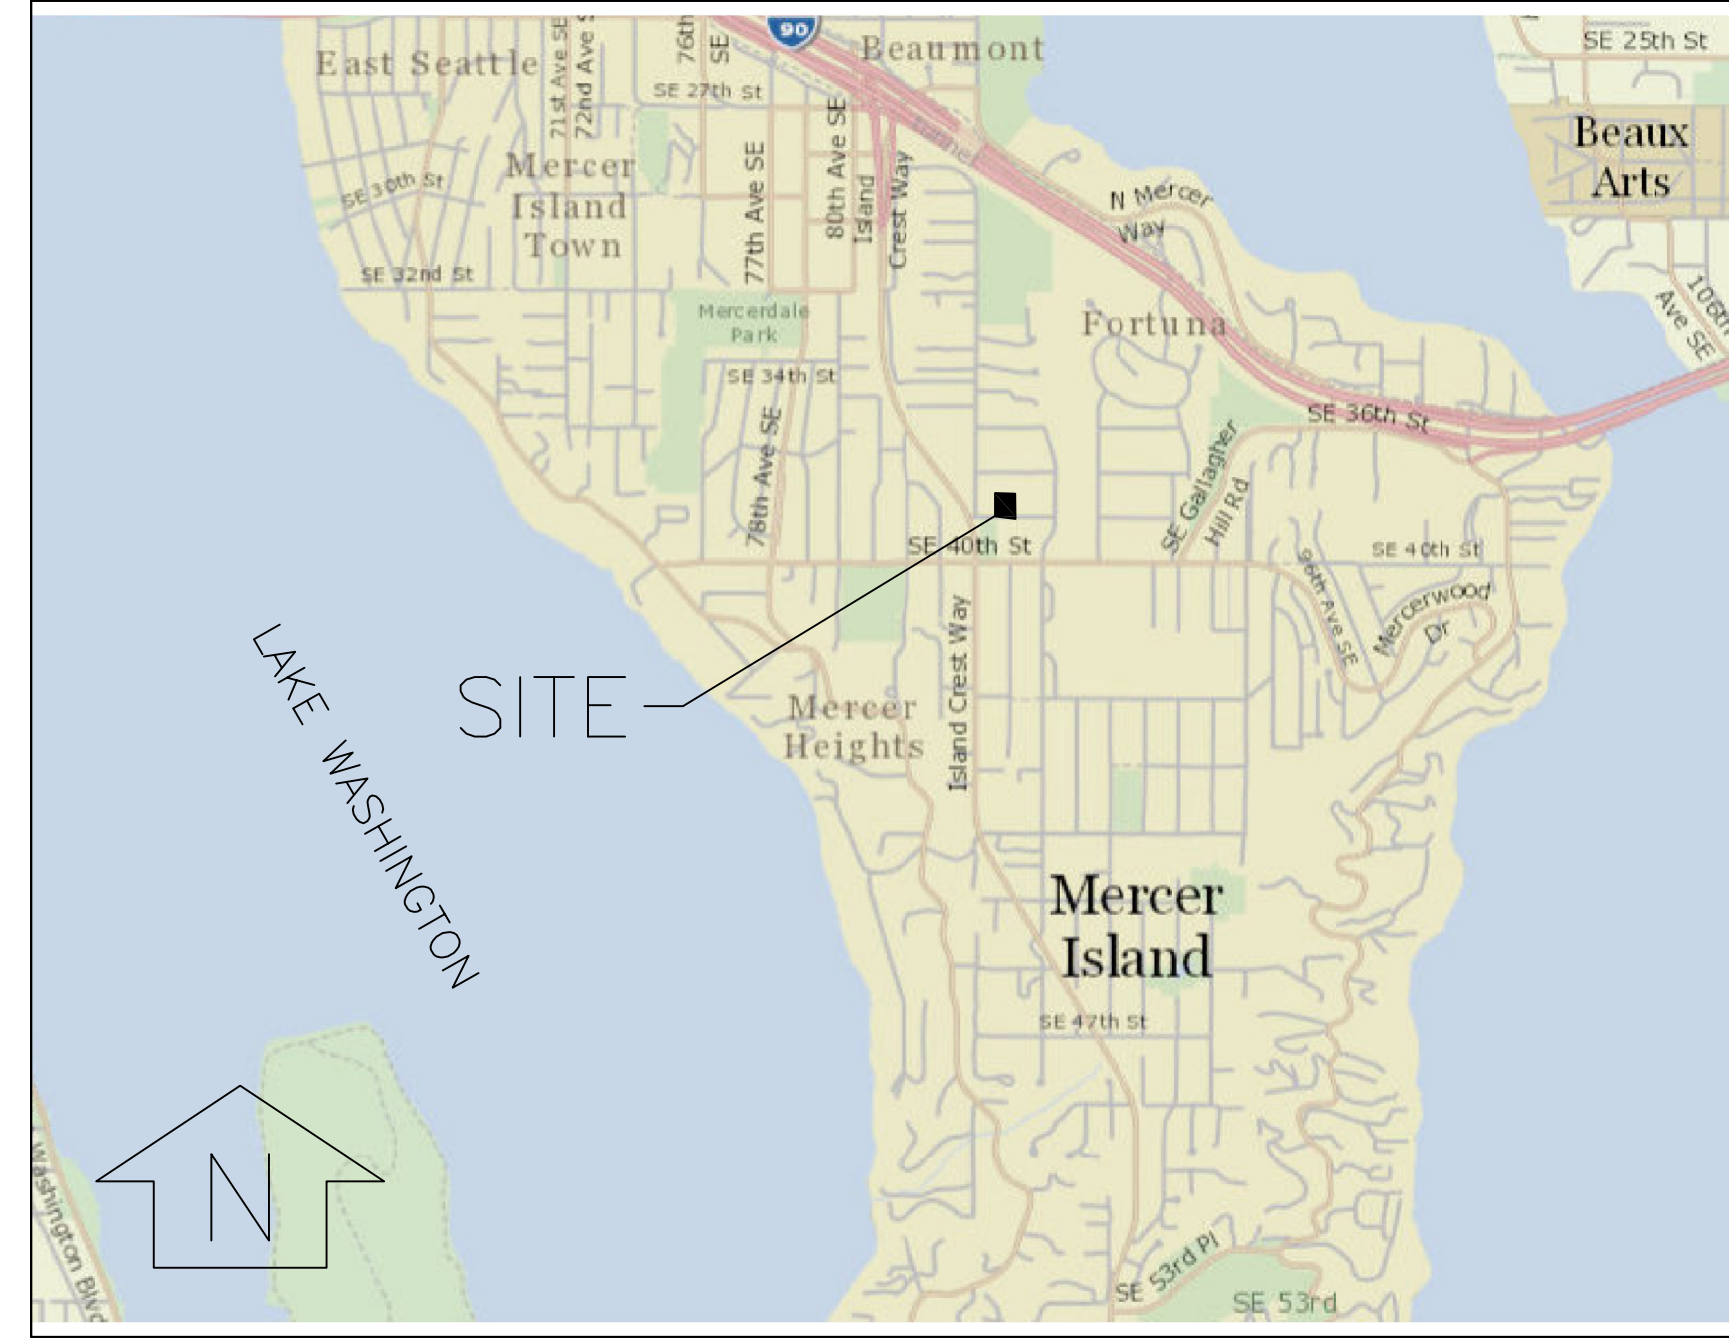 90
Beaumont
East Seattle
71st Ave SE
72nd Ave S
76th
SE
SE 27th St
SE 25th St
Beaux
Arts
tunnel
Mercer
Island
Town
77th Ave SE
80th Ave SE
Island
Crest Way
N Mercer
Way
SE 30th St
SE 32nd St
Mercerdale
Park
Fortuna
106th
Ave SE
SE 34th St
78th Ave SE
SE 36th St
SE Gallagher
Hill Rd
SE 40th St
SE 40th St
96th Ave SE
Mercerwood
Dr
LAKE WASHINGTON
SITE
Island Crest Way
Mercer
Heights
Mercer
Island
SE 47th St
N
Washington Blvd
SE 53rd Pl
SE 53rd